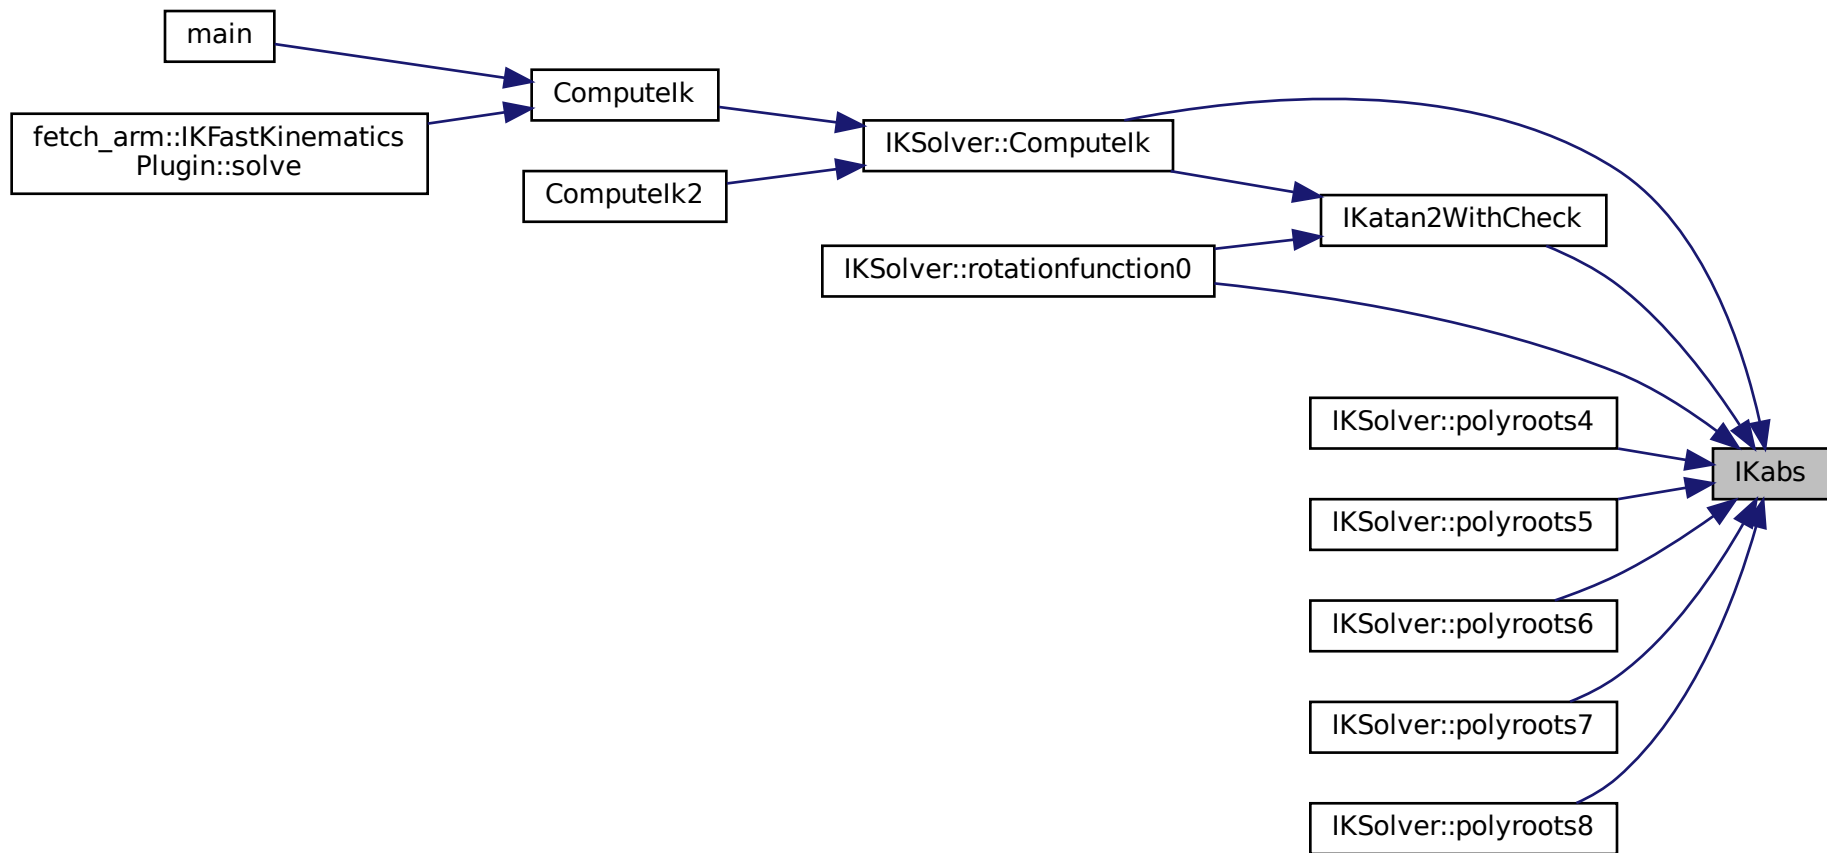 main
ComputeIk
fetch_arm::IKFastKinematics
Plugin::solve
IKSolver::ComputeIk
ComputeIk2
IKatan2WithCheck
IKSolver::rotationfunction0
IKSolver::polyroots4
IKabs
IKSolver::polyroots5
IKSolver::polyroots6
IKSolver::polyroots7
IKSolver::polyroots8